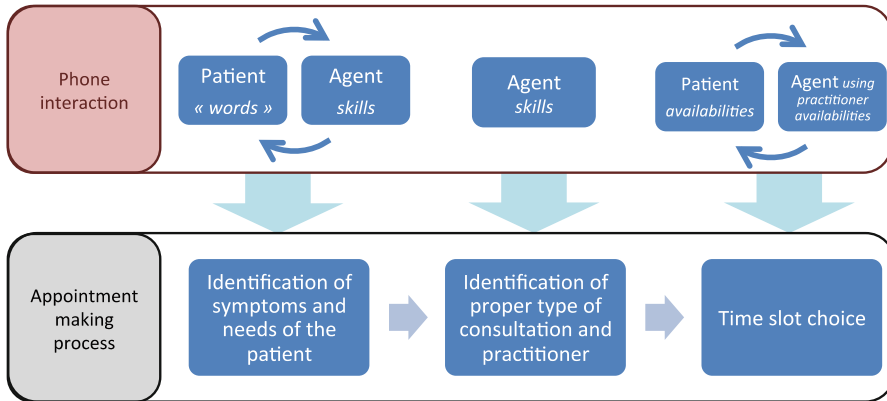 Phone
interaction
Patient
« words »
Agent
skills
Agent
skills
Patient
availabilities
Agent using
practitioner
availabilities
Appointment
making
process
Identification of
symptoms and
needs of the
patient
Identification of
proper type of
consultation and
practitioner
Time slot choice